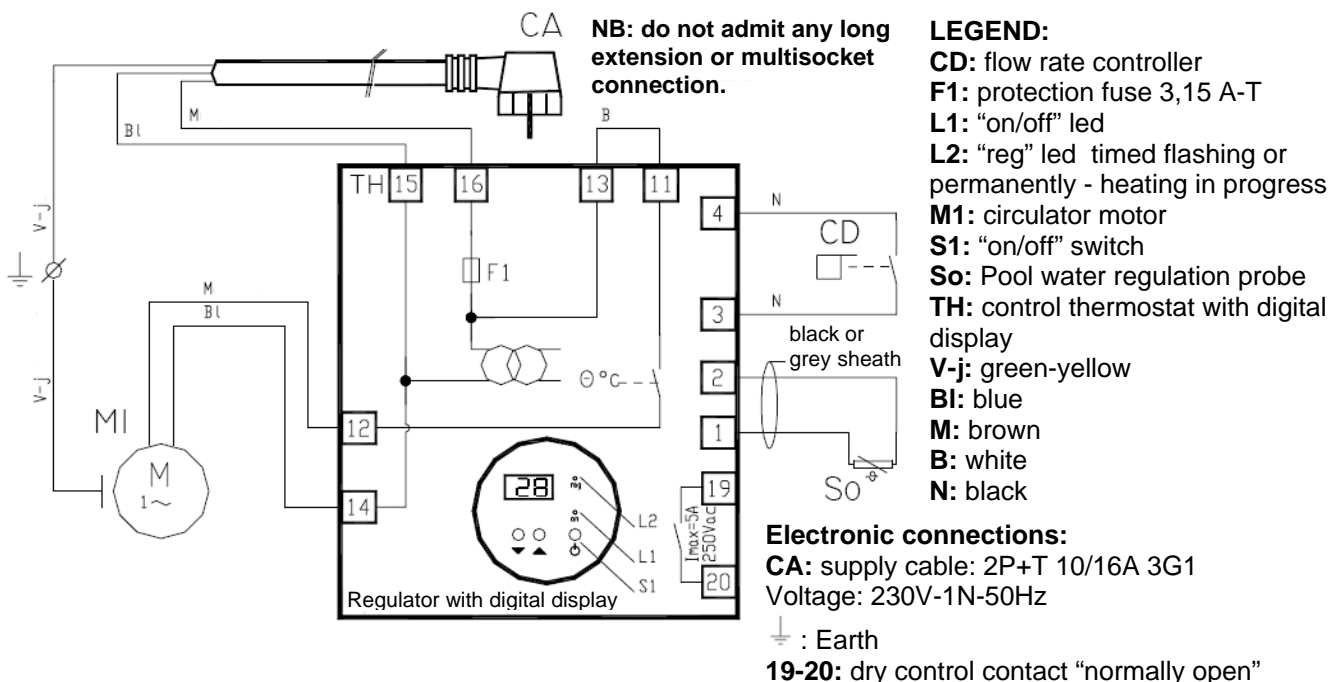 CA
NB: do not admit any long
extension or multisocket
connection.
M
Bl
B
V-j
V-j
TH
15
16
13
11
4
N
CD
3
N
F1
black or
grey sheath
2
Θ°c
1
So
M
Bl
12
14
MI
M
1~
28
reg
L2
L1
S1
19
Imax=5A
250Vac
20
Regulator with digital display
LEGEND:
CD: flow rate controller
F1: protection fuse 3,15 A-T
L1: “on/off” led
L2: “reg” led timed flashing or
permanently - heating in progress
M1: circulator motor
S1: “on/off” switch
So: Pool water regulation probe
TH: control thermostat with digital
display
V-j: green-yellow
Bl: blue
M: brown
B: white
N: black
Electronic connections:
CA: supply cable: 2P+T 10/16A 3G1
Voltage: 230V-1N-50Hz
: Earth
19-20: dry control contact “normally open”